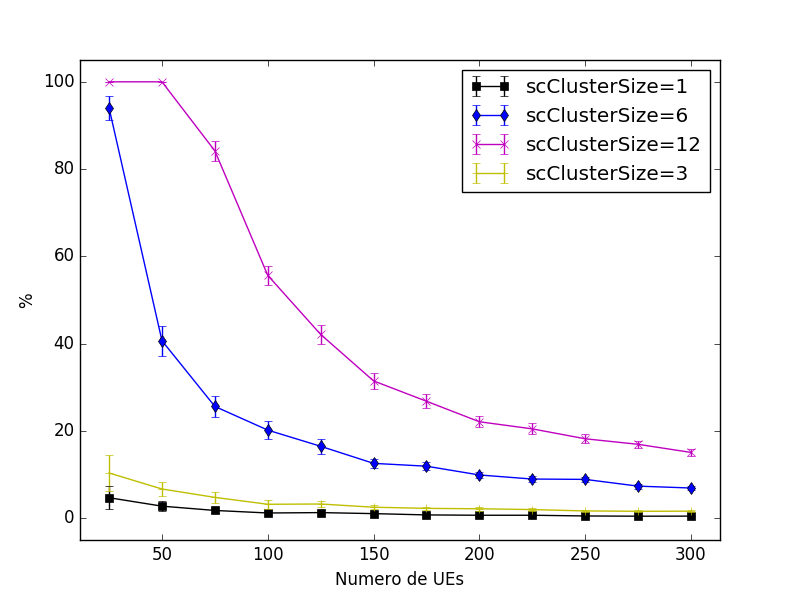 100
80
60
40
20
0
%
scClusterSize=1
scClusterSize=6
scClusterSize=12
scClusterSize=3
50 100 150 200 250 300
Numero de UEs